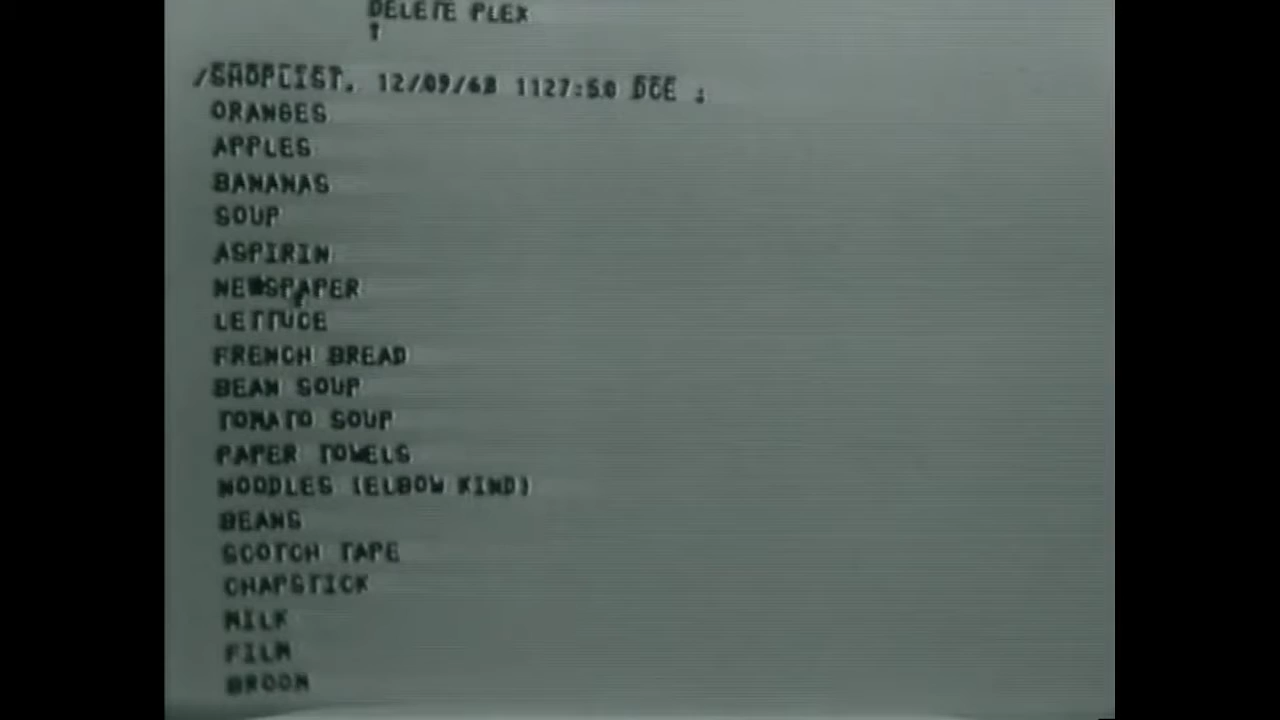 DELETE PLEX
↑
/SHOPLIST, 12/09/68 1127:50 DCE ;
ORANGES
APPLES
BANANAS
SOUP
ASPIRIN
NEWSPAPER
LETTUCE
FRENCH BREAD
BEAN SOUP
TOMATO SOUP
PAPER TOWELS
NOODLES (ELBOW KIND)
BEANS
SCOTCH TAPE
CHAPSTICK
MILK
FILM
BROOM